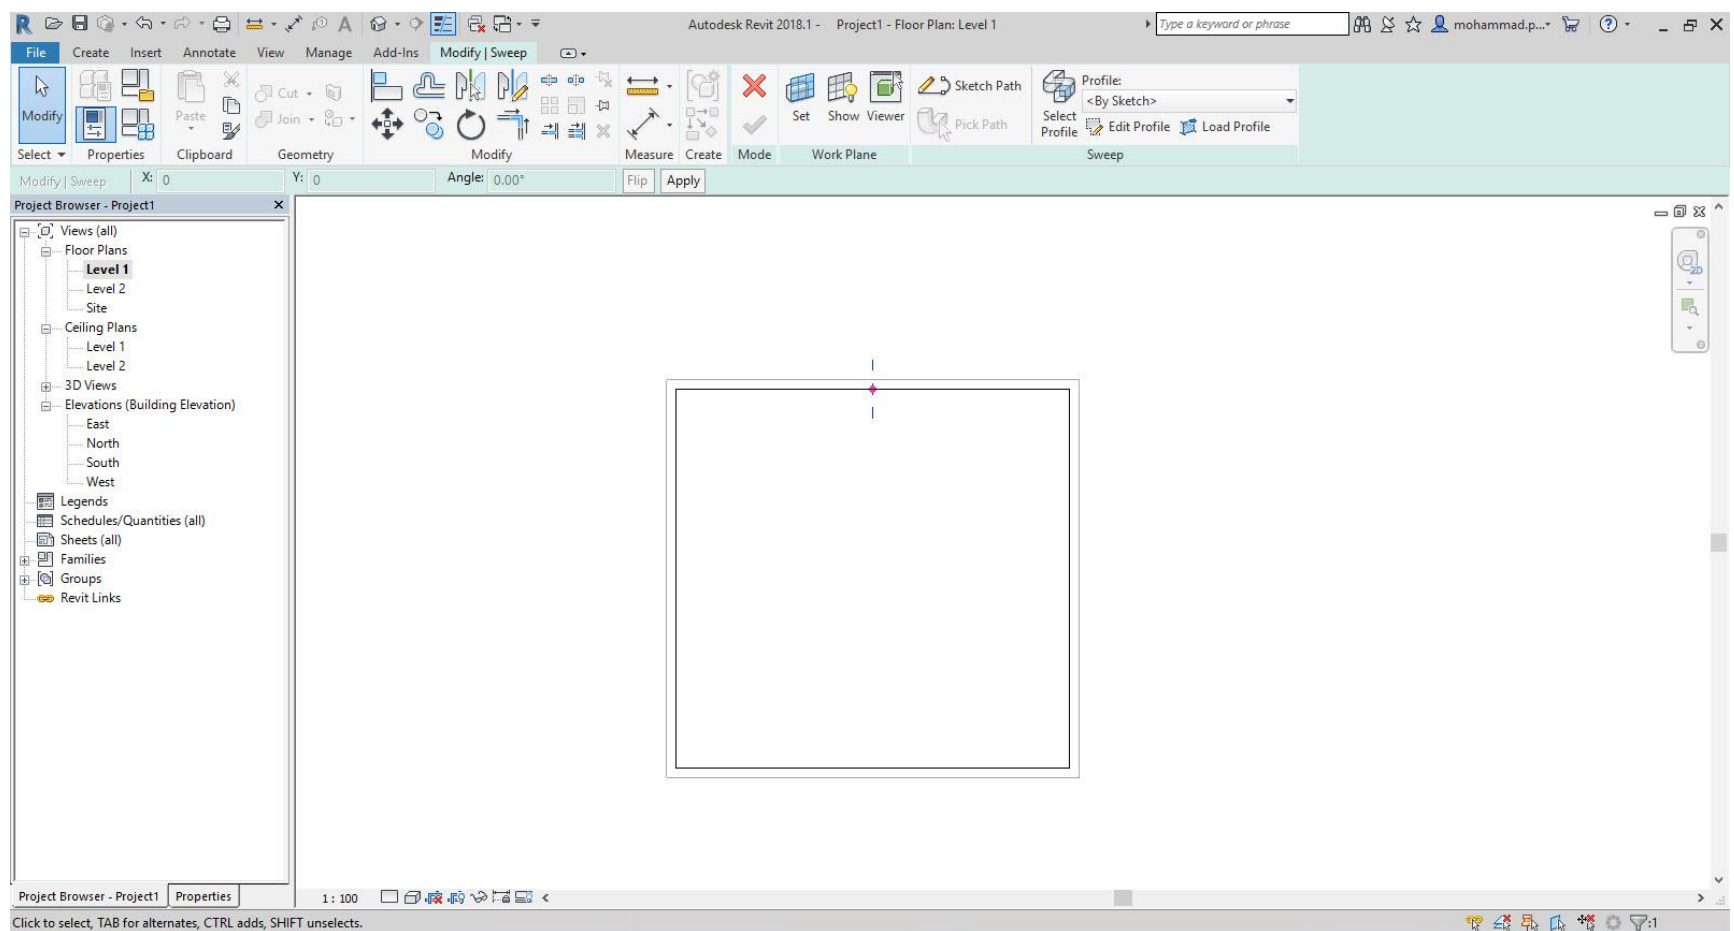 Autodesk Revit 2018.1 - Project1 - Floor Plan: Level 1
Type a keyword or phrase
mohammad.p...
File Create Insert Annotate View Manage Add-Ins Modify | Sweep
Modify
Paste
Cut
Join
Set Show Viewer
Sketch Path
Pick Path
Select Profile
Profile:
<By Sketch>
Edit Profile Load Profile
Select Properties Clipboard Geometry Modify Measure Create Mode Work Plane Sweep
Modify | Sweep X: 0 Y: 0 Angle: 0.00° Flip Apply
Project Browser - Project1
Views (all)
Floor Plans
Level 1
Level 2
Site
Ceiling Plans
Level 1
Level 2
3D Views
Elevations (Building Elevation)
East
North
South
West
Legends
Schedules/Quantities (all)
Sheets (all)
Families
Groups
Revit Links
2D
Project Browser - Project1 Properties
1 : 100
Click to select, TAB for alternates, CTRL adds, SHIFT unselects.
:1